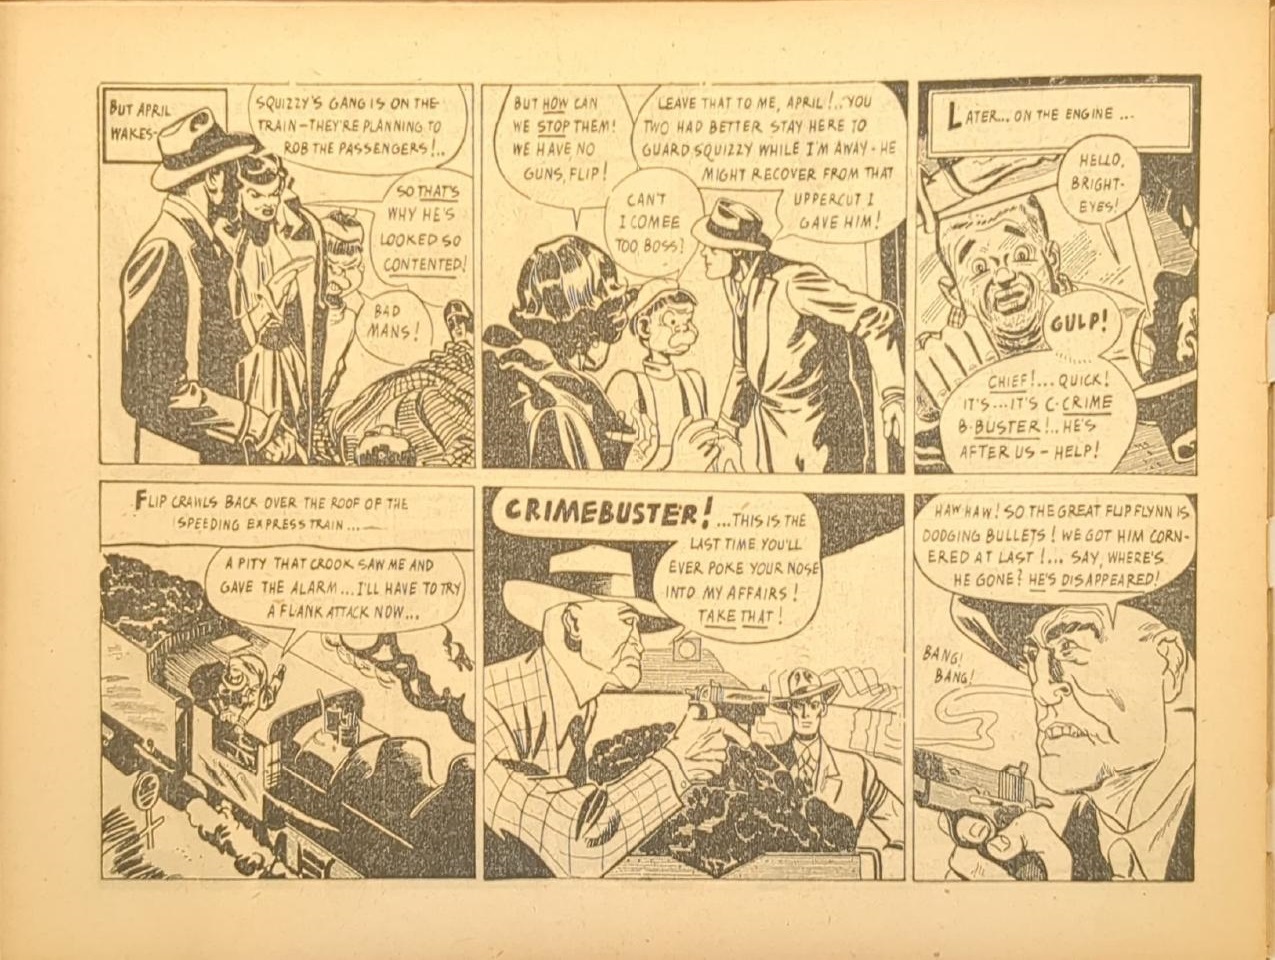 BUT APRIL
WAKES-
SQUIZZY'S GANG IS ON THE
TRAIN-THEY'RE PLANNING TO
ROB THE PASSENGERS!..
SO THAT'S
WHY HE'S
LOOKED SO
CONTENTED!
BAD
MANS!
BUT HOW CAN
WE STOP THEM!
WE HAVE NO
GUNS, FLIP!
CAN'T
I COMEE
TOO BOSS?
LEAVE THAT TO ME, APRIL!..YOU
TWO HAD BETTER STAY HERE TO
GUARD SQUIZZY WHILE I'M AWAY-HE
MIGHT RECOVER FROM THAT
UPPERCUT I
GAVE HIM!
LATER... ON THE ENGINE ...
HELLO,
BRIGHT-
EYES!
GULP!
CHIEF!...QUICK!
IT'S...IT'S C-CRIME
B-BUSTER!..HE'S
AFTER US-HELP!
FLIP CRAWLS BACK OVER THE ROOF OF THE
SPEEDING EXPRESS TRAIN....
A PITY THAT CROOK SAW ME AND
GAVE THE ALARM...I'LL HAVE TO TRY
A FLANK ATTACK NOW...
CRIMEBUSTER!...THIS IS THE
LAST TIME YOU'LL
EVER POKE YOUR NOSE
INTO MY AFFAIRS!
TAKE THAT!
HAW-HAW! SO THE GREAT FLIP FLYNN IS
DODGING BULLETS! WE GOT HIM CORN-
ERED AT LAST!... SAY, WHERE'S
HE GONE? HE'S DISAPPEARED!
BANG!
BANG!